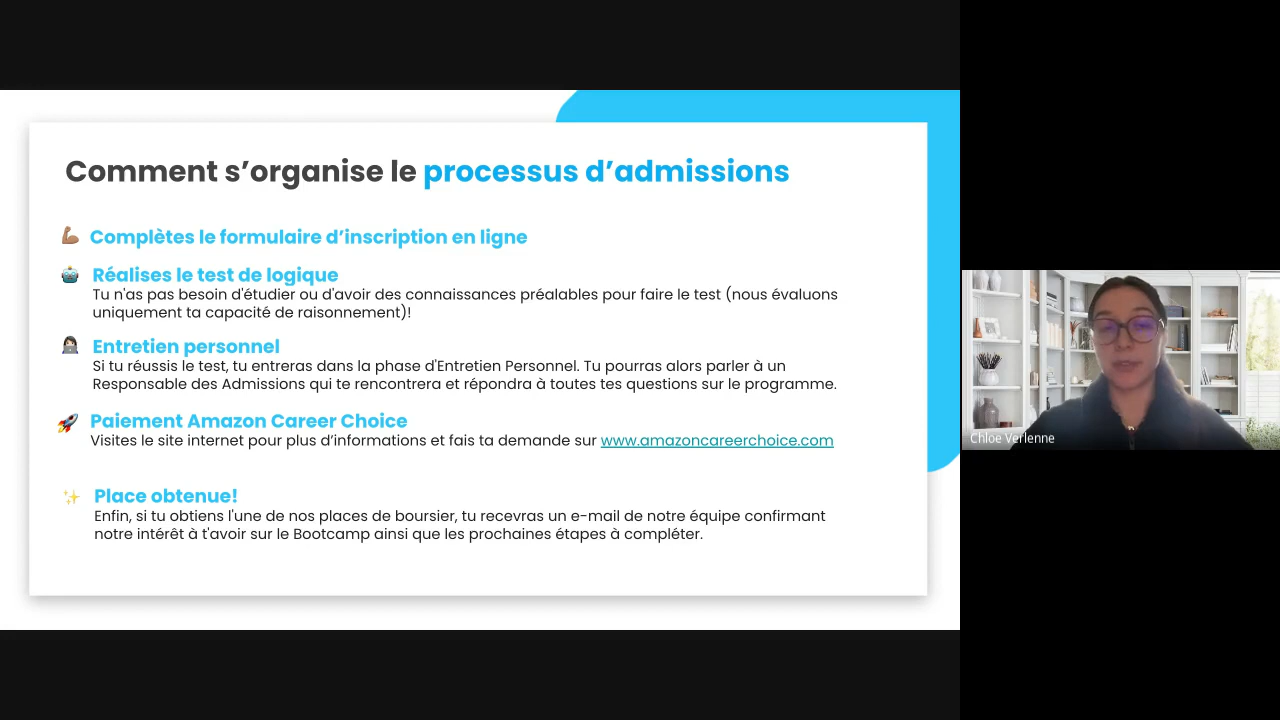 Comment s’organise le processus d’admissions
Complètes le formulaire d’inscription en ligne
Réalises le test de logique
Tu n'as pas besoin d'étudier ou d'avoir des connaissances préalables pour faire le test (nous évaluons
uniquement ta capacité de raisonnement)!
Entretien personnel
Si tu réussis le test, tu entreras dans la phase d'Entretien Personnel. Tu pourras alors parler à un
Responsable des Admissions qui te rencontrera et répondra à toutes tes questions sur le programme.
Paiement Amazon Career Choice
Visites le site internet pour plus d’informations et fais ta demande sur www.amazoncareerchoice.com
Place obtenue!
Enfin, si tu obtiens l'une de nos places de boursier, tu recevras un e-mail de notre équipe confirmant
notre intérêt à t'avoir sur le Bootcamp ainsi que les prochaines étapes à compléter.
Chloe Verlenne